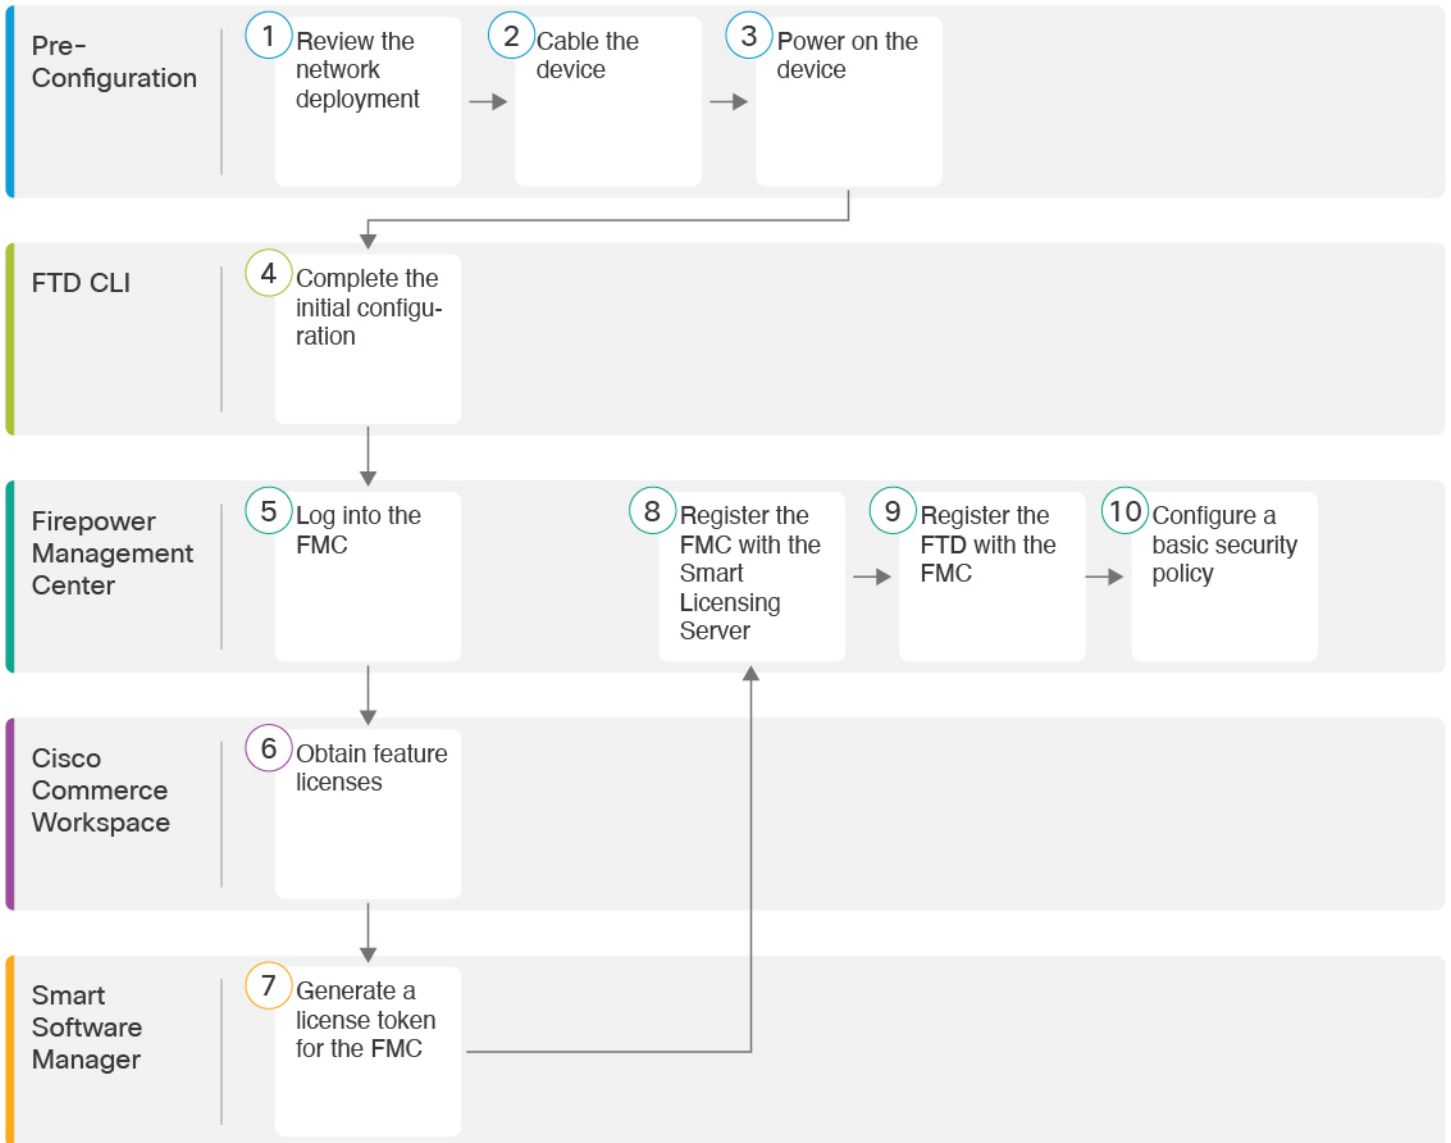 Pre-
Configuration
1
Review the
network
deployment
2
Cable the
device
3
Power on the
device
FTD CLI
4
Complete the
initial configu-
ration
Firepower
Management
Center
5
Log into the
FMC
8
Register the
FMC with the
Smart
Licensing
Server
9
Register the
FTD with the
FMC
10
Configure a
basic security
policy
Cisco
Commerce
Workspace
6
Obtain feature
licenses
Smart
Software
Manager
7
Generate a
license token
for the FMC